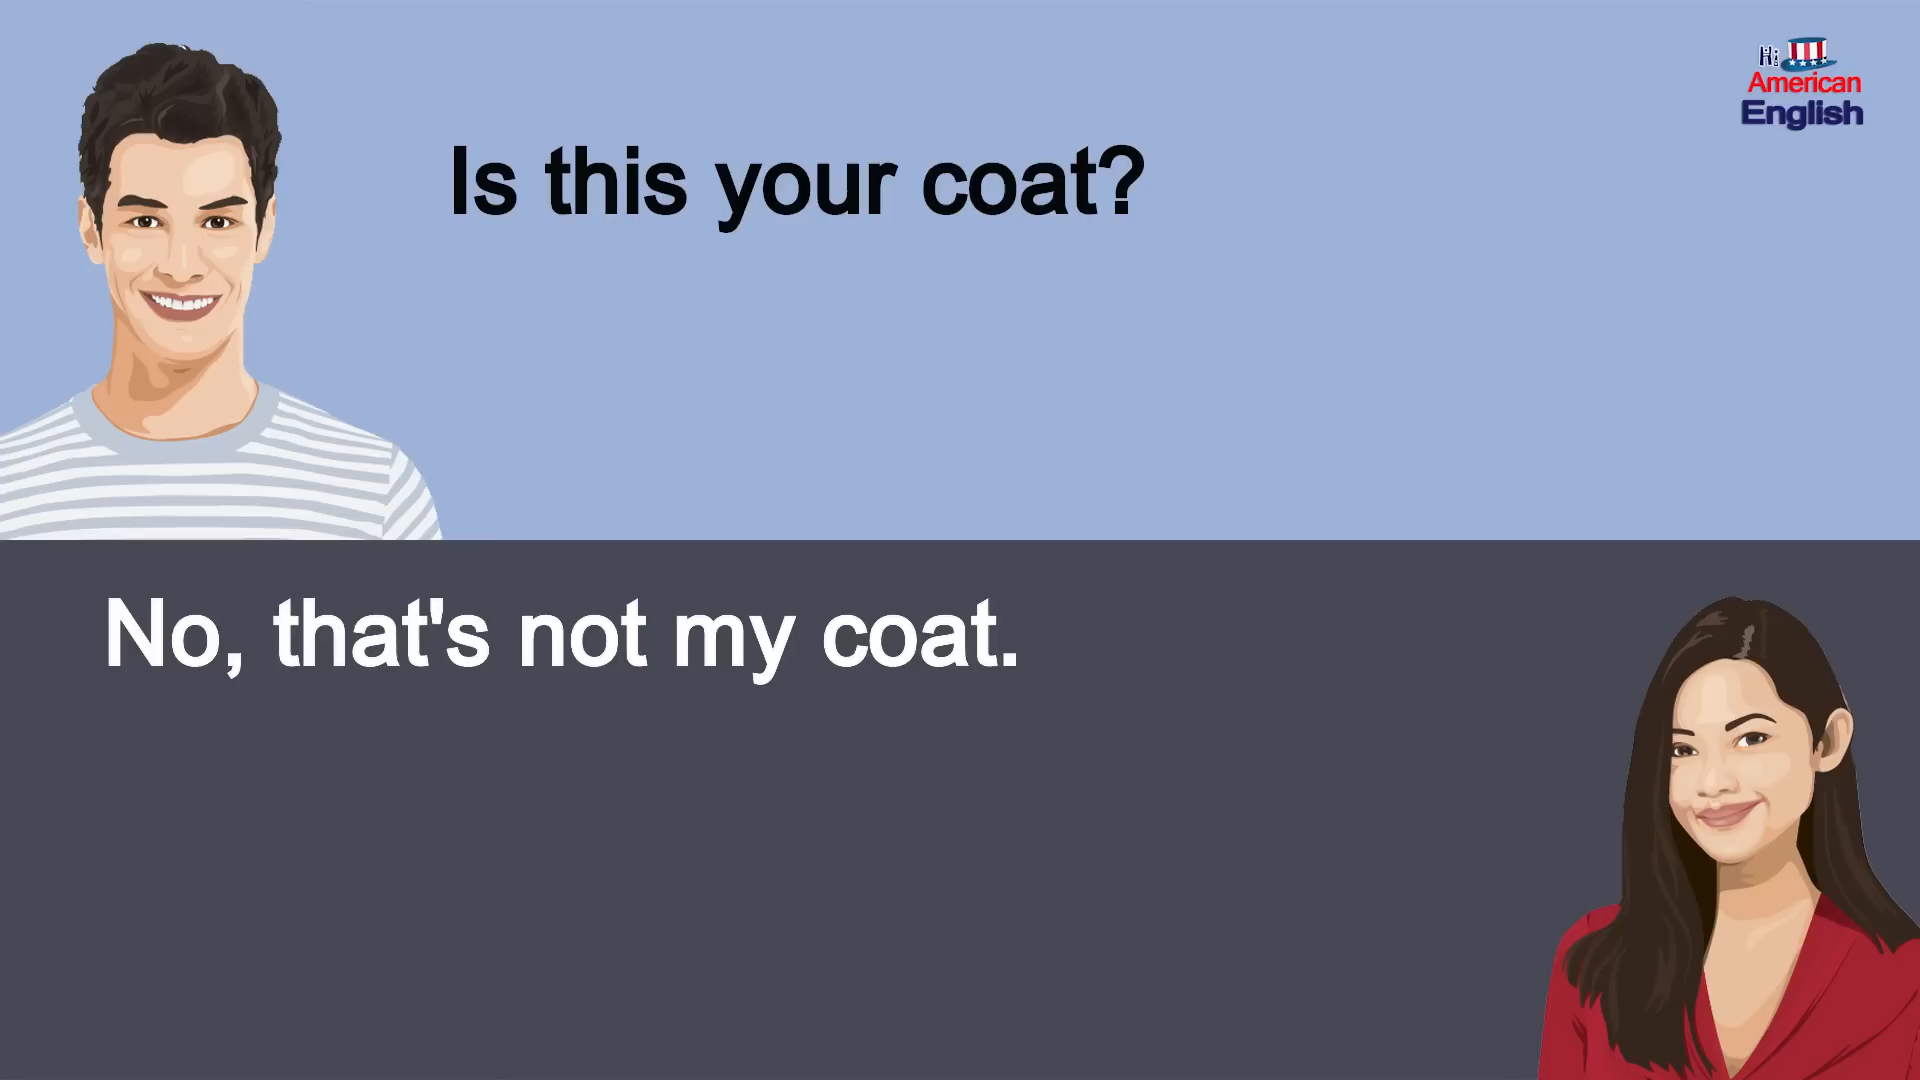 Hi
American
English
Is this your coat?
No, that's not my coat.